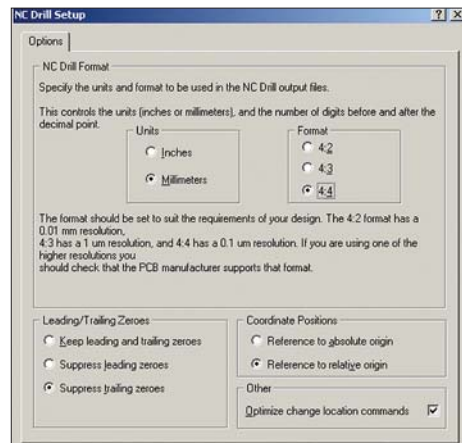 NC Drill Setup
Options
NC Drill Format
Specify the units and format to be used in the NC Drill output files.
This controls the units (inches or millimeters), and the number of digits before and after the
decimal point.
Units
Inches
Millimeters
Format
4:2
4:3
4:4
The format should be set to suit the requirements of your design. The 4:2 format has a
0.01 mm resolution,
4:3 has a 1 um resolution, and 4:4 has a 0.1 um resolution. If you are using one of the
higher resolutions you
should check that the PCB manufacturer supports that format.
Leading/Trailing Zeroes
Keep leading and trailing zeroes
Suppress leading zeroes
Suppress trailing zeroes
Coordinate Positions
Reference to absolute origin
Reference to relative origin
Other
Optimize change location commands